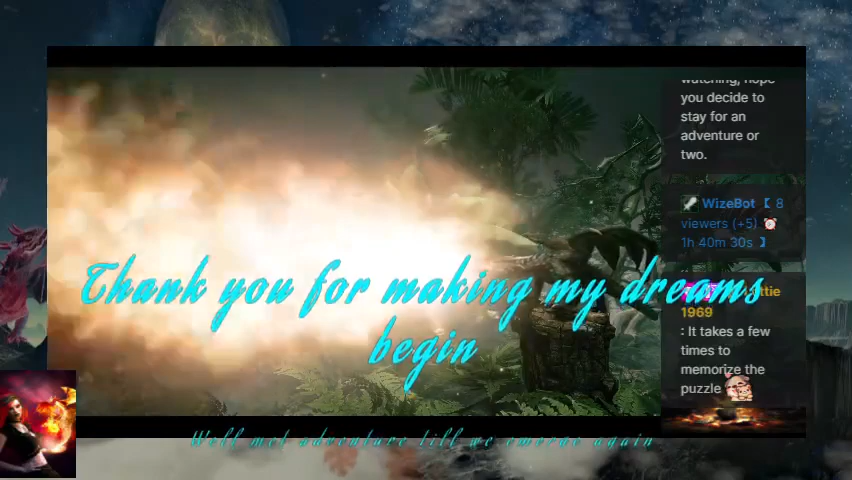 watching, hope
you decide to
stay for an
adventure or
two.
WizeBot 【 8
viewers (+5) ⏰
1h 40m 30s 】
Thank you for making my dreams
begin
1969
: It takes a few
times to
memorize the
puzzle
Well met adventure till we emerge again